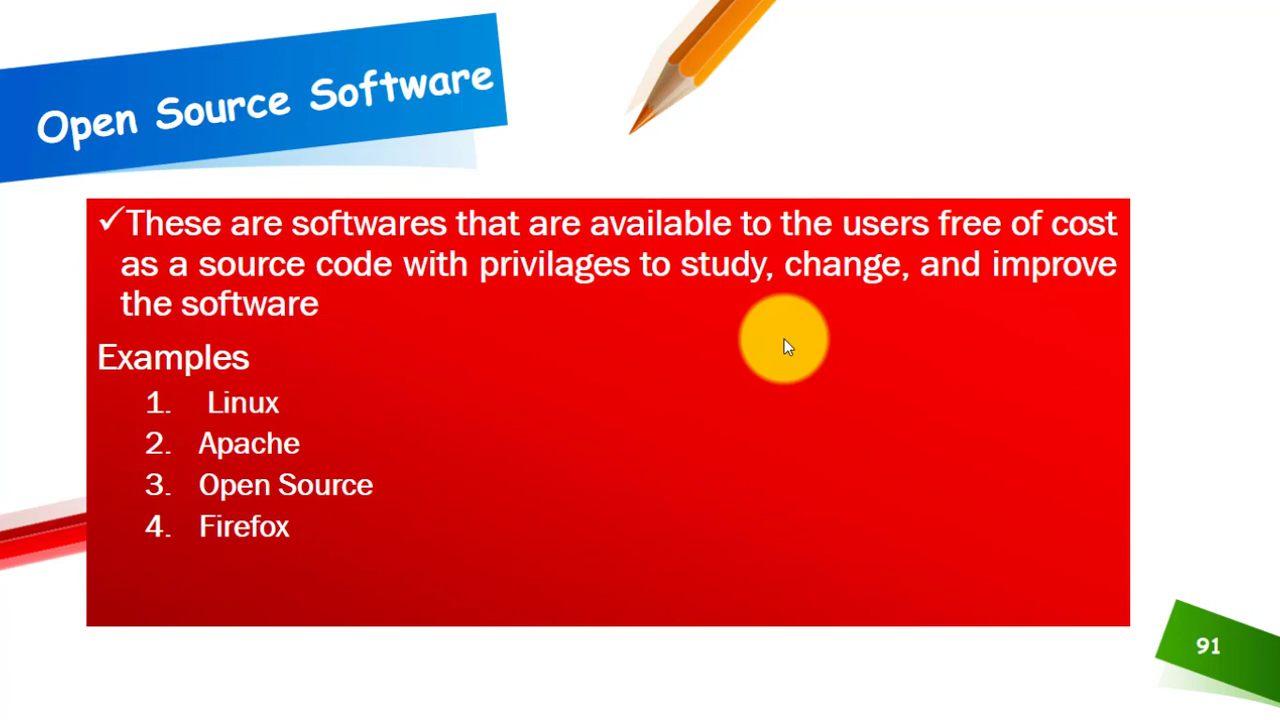 Open Source Software
✓These are softwares that are available to the users free of cost
as a source code with privilages to study, change, and improve
the software
Examples
1. Linux
2. Apache
3. Open Source
4. Firefox
91